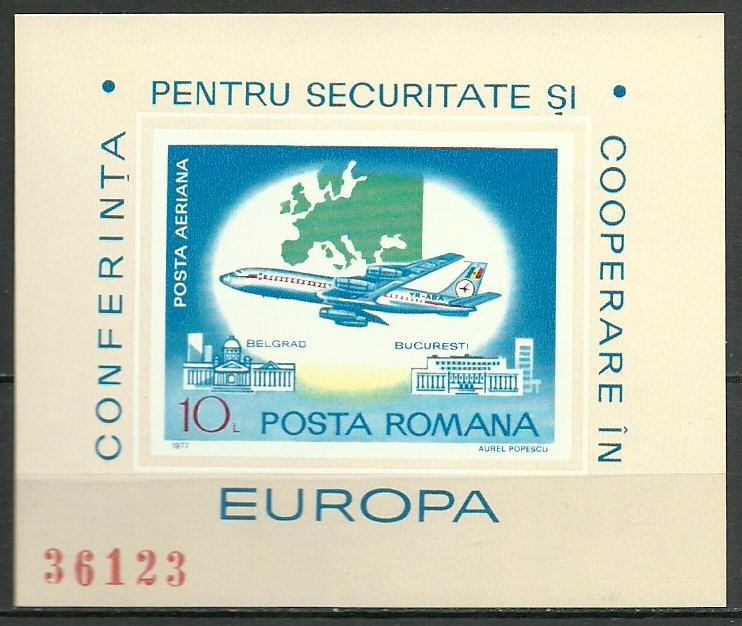 CONFERINȚA
• PENTRU SECURITATE ȘI •
COOPERARE ÎN
EUROPA
POSTA AERIANA
YR-ABA
BELGRAD
BUCURESTI
10L POSTA ROMANA
1977
AUREL POPESCU
36123